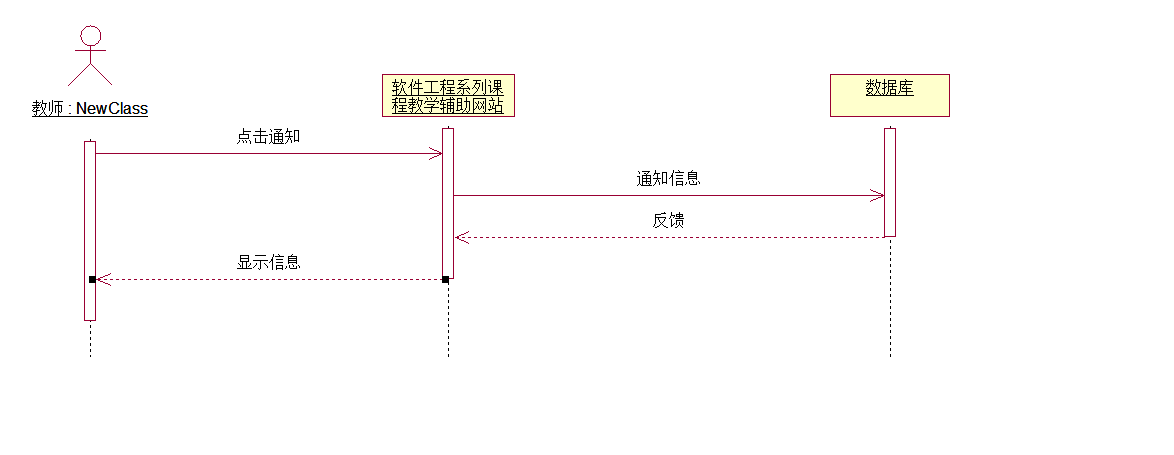 软件工程系列课
程教学辅助网站
数据库
教师 : NewClass
点击通知
通知信息
反馈
显示信息